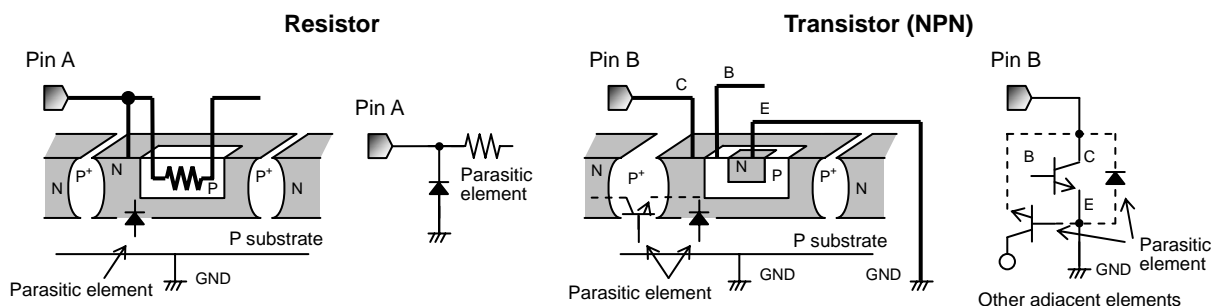 Resistor
Transistor (NPN)
Pin A
Pin A
N
P+
N
P
P+
N
Parasitic
element
P substrate
GND
Parasitic element
Pin B
C
B
E
N
P+
N
P
P+
N
P substrate
GND
GND
Parasitic element
Pin B
B
C
E
Parasitic
element
GND
Other adjacent elements